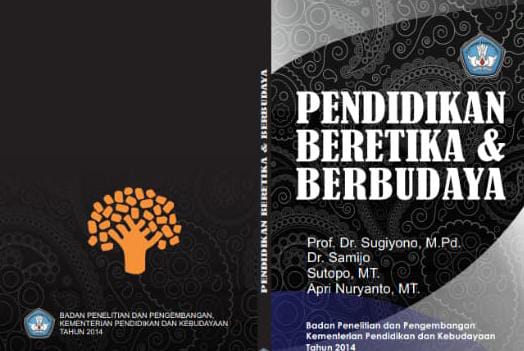 BADAN PENELITIAN DAN PENGEMBANGAN,
KEMENTERIAN PENDIDIKAN DAN KEBUDAYAAN
TAHUN 2014
PENDIDIKAN BERETIKA & BERBUDAYA
PENDIDIKAN
BERETIKA &
BERBUDAYA
Prof. Dr. Sugiyono, M.Pd.
Dr. Samijo
Sutopo, MT.
Apri Nuryanto, MT.
Badan Penelitian dan Pengembangan
Kementerian Pendidikan dan Kebudayaan
Tahun 2014